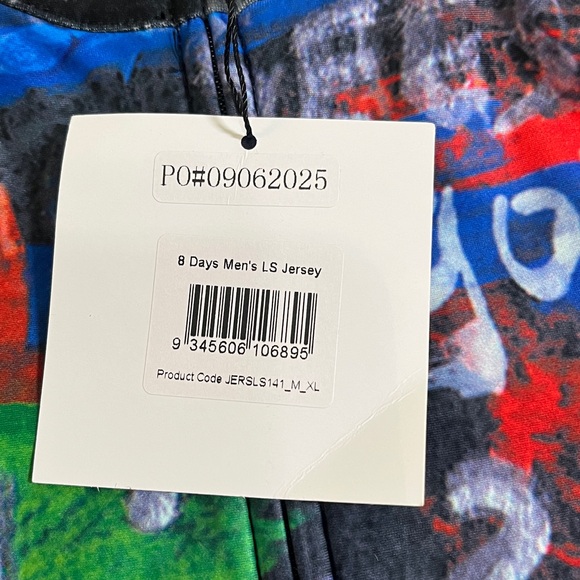 PO#09062025
8 Days Men's LS Jersey
9 345606 106895
Product Code JERSLS141_M_XL